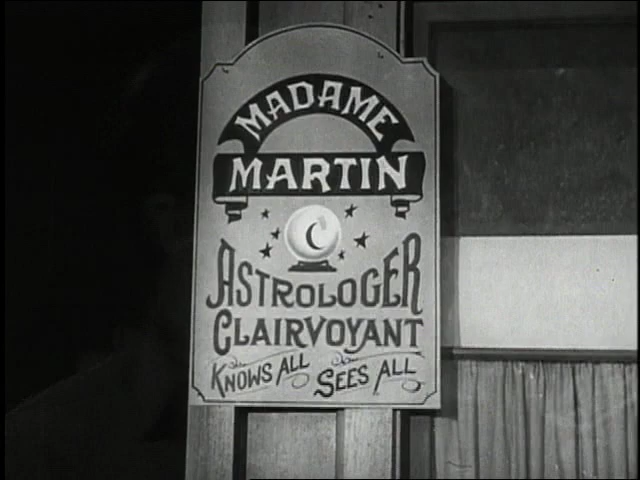 MADAME
MARTIN
ASTROLOGER
CLAIRVOYANT
KNOWS ALL SEES ALL